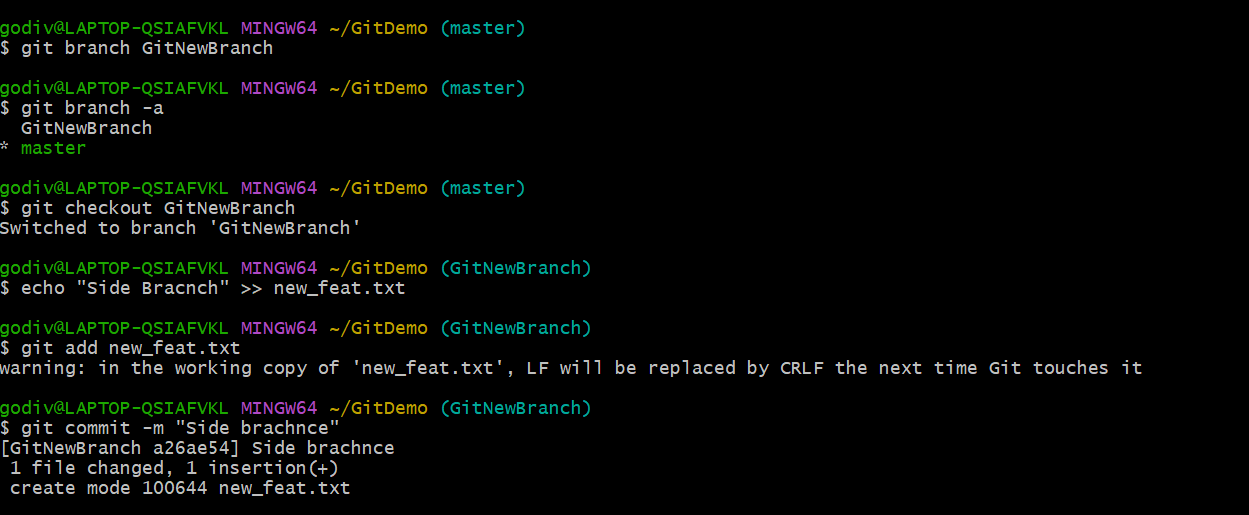 godiv@LAPTOP-QSIAFVKL MINGW64 ~/GitDemo (master)
$ git branch GitNewBranch
godiv@LAPTOP-QSIAFVKL MINGW64 ~/GitDemo (master)
$ git branch -a
  GitNewBranch
* master
godiv@LAPTOP-QSIAFVKL MINGW64 ~/GitDemo (master)
$ git checkout GitNewBranch
Switched to branch 'GitNewBranch'
godiv@LAPTOP-QSIAFVKL MINGW64 ~/GitDemo (GitNewBranch)
$ echo "Side Bracnch" >> new_feat.txt
godiv@LAPTOP-QSIAFVKL MINGW64 ~/GitDemo (GitNewBranch)
$ git add new_feat.txt
warning: in the working copy of 'new_feat.txt', LF will be replaced by CRLF the next time Git touches it
godiv@LAPTOP-QSIAFVKL MINGW64 ~/GitDemo (GitNewBranch)
$ git commit -m "Side brachnce"
[GitNewBranch a26ae54] Side brachnce
 1 file changed, 1 insertion(+)
 create mode 100644 new_feat.txt